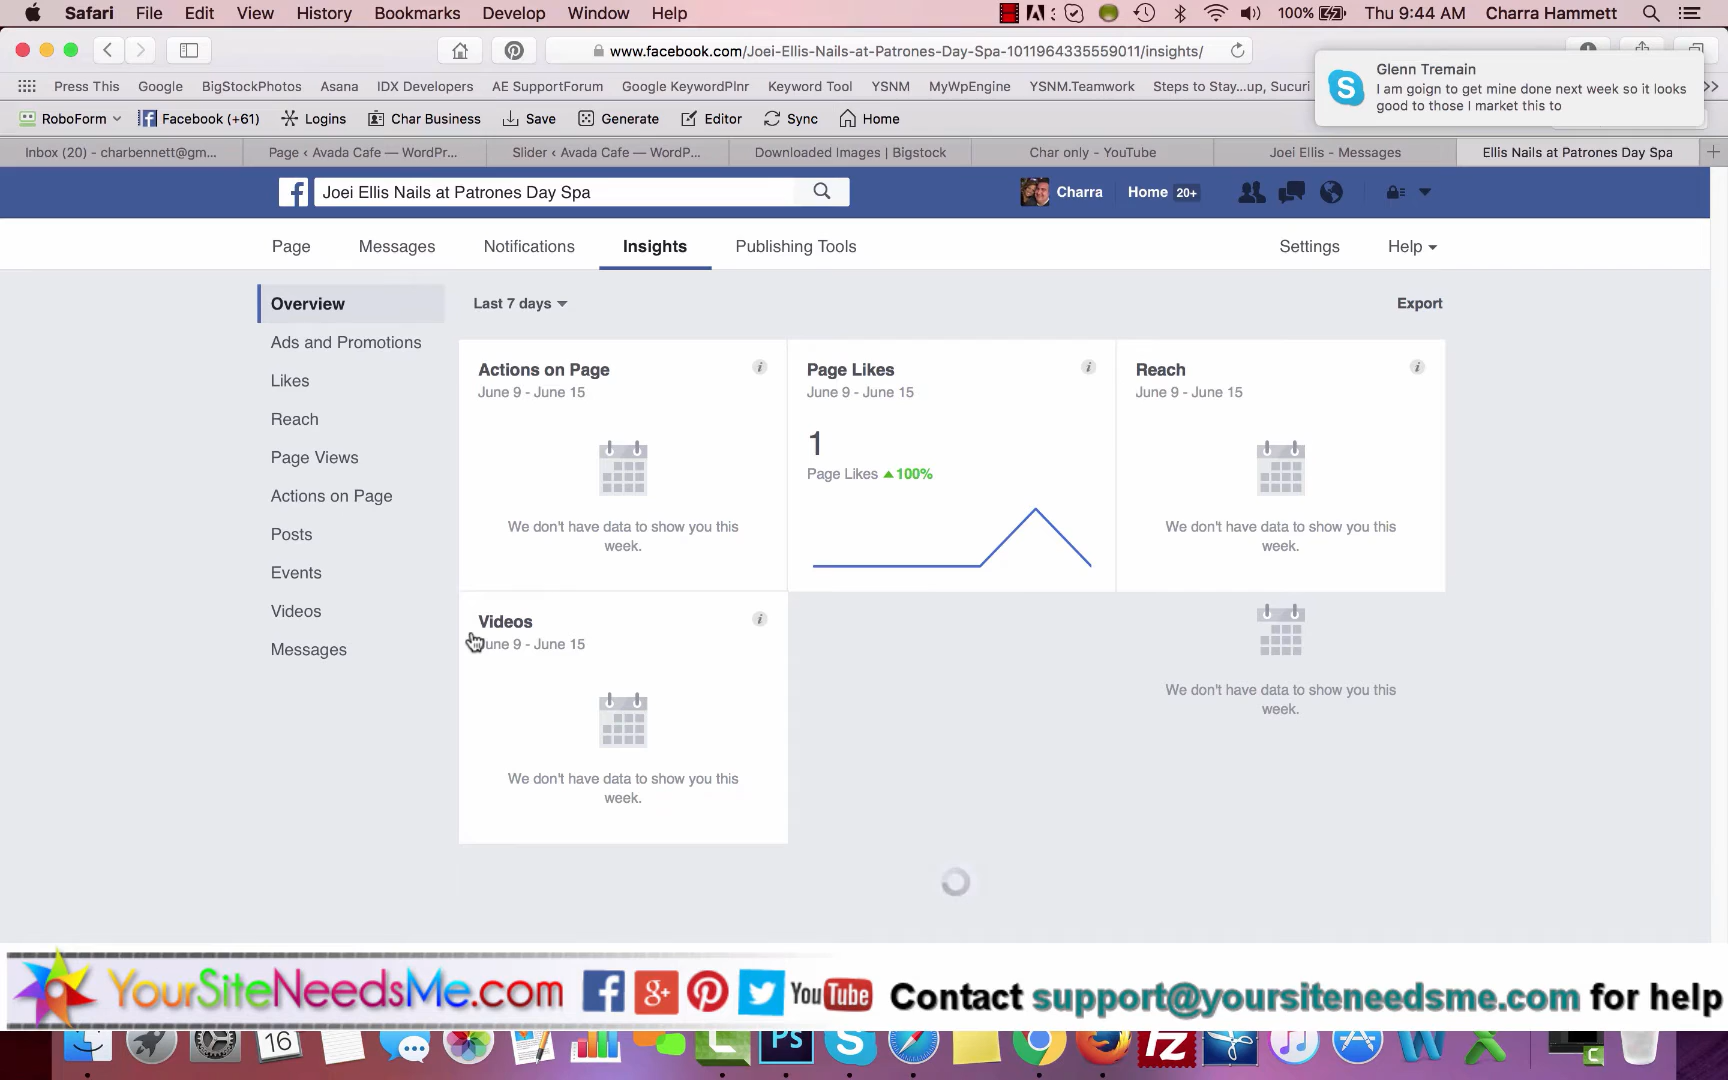 Safari File Edit View History Bookmarks Develop Window Help 100% Thu 9:44 AM Charra Hammett
www.facebook.com/Joei-Ellis-Nails-at-Patrones-Day-Spa-1011964335559011/insights/
Glenn Tremain
I am goign to get mine done next week so it looks
good to those I market this to
Press This Google BigStockPhotos Asana IDX Developers AE SupportForum Google KeywordPlnr Keyword Tool YSNM MyWpEngine YSNM.Teamwork Steps to Stay...up, Sucuri
RoboForm Facebook (+61) Logins Char Business Save Generate Editor Sync Home
Inbox (20) - charbennett@gm... Page ‹ Avada Cafe — WordPr... Slider ‹ Avada Cafe — WordP... Downloaded Images | Bigstock Char only - YouTube Joei Ellis - Messages Ellis Nails at Patrones Day Spa
Joei Ellis Nails at Patrones Day Spa Charra Home 20+
Page Messages Notifications Insights Publishing Tools Settings Help
Overview
Ads and Promotions
Likes
Reach
Page Views
Actions on Page
Posts
Events
Videos
Messages
Last 7 days Export
Actions on Page
June 9 - June 15
We don't have data to show you this
week.
Page Likes
June 9 - June 15
1
Page Likes 100%
Reach
June 9 - June 15
We don't have data to show you this
week.
Videos
June 9 - June 15
We don't have data to show you this
week.
We don't have data to show you this
week.
YourSiteNeedsMe.com f g+ You Tube Contact support@yoursiteneedsme.com for help
16 Ps S Fz W X C